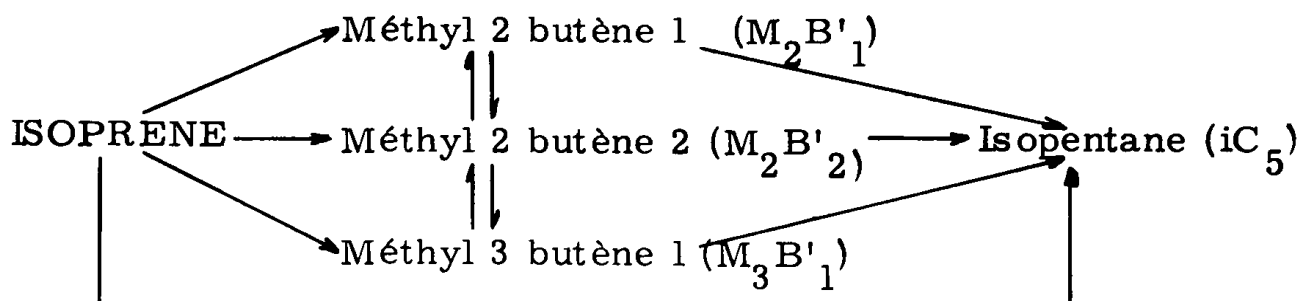 Méthyl 2 butène 1 (M₂B'₁)
ISOPRENE Méthyl 2 butène 2 (M₂B'₂) Isopentane (iC₅)
Méthyl 3 butène 1 (M₃B'₁)